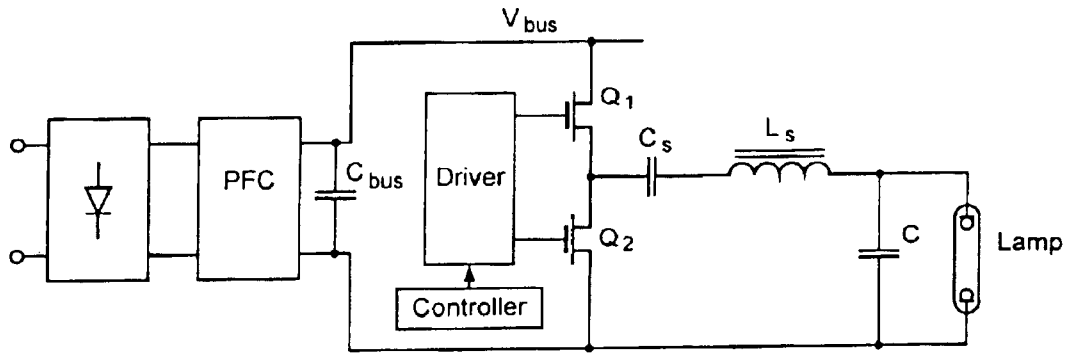 V bus
Q 1
C s
L s
PFC
C bus
Driver
Q 2
C
Lamp
Controller